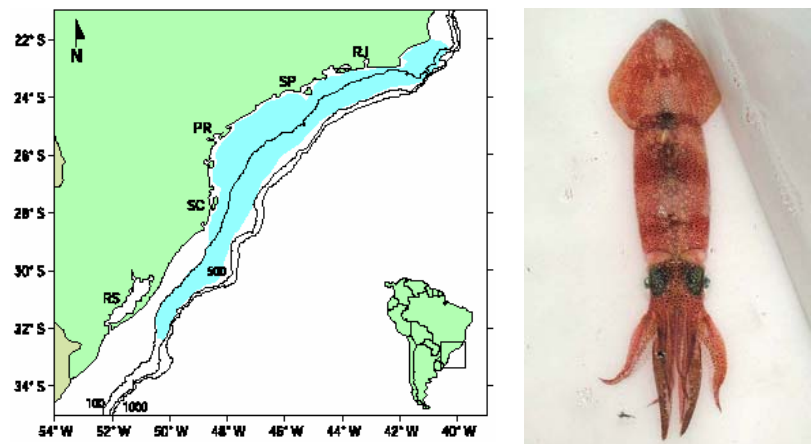 22° S
N
RJ
SP
24° S
PR
26° S
SC
28° S
500
30° S
RS
32° S
34° S
100
1000
54° W
52° W
50° W
48° W
46° W
44° W
42° W
40° W